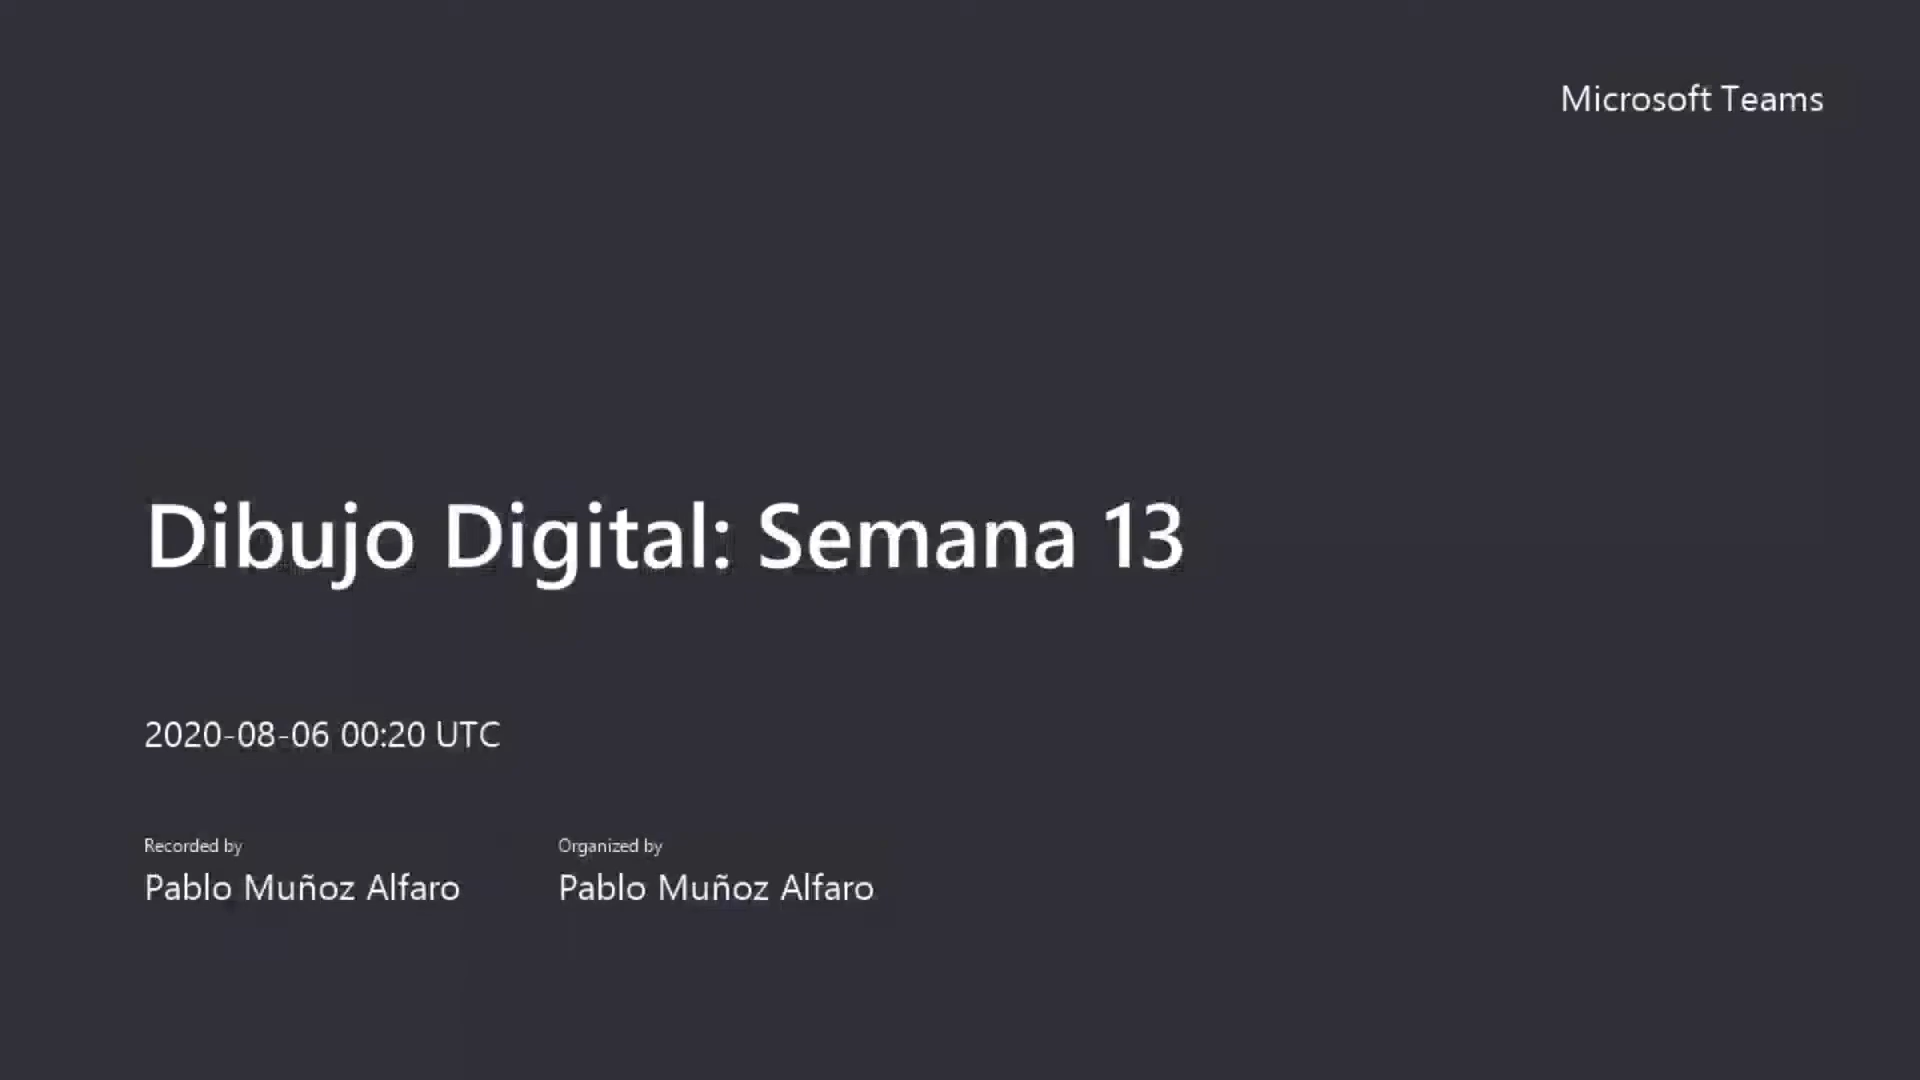 Microsoft Teams
Dibujo Digital: Semana 13
2020-08-06 00:20 UTC
Recorded by
Pablo Muñoz Alfaro
Organized by
Pablo Muñoz Alfaro